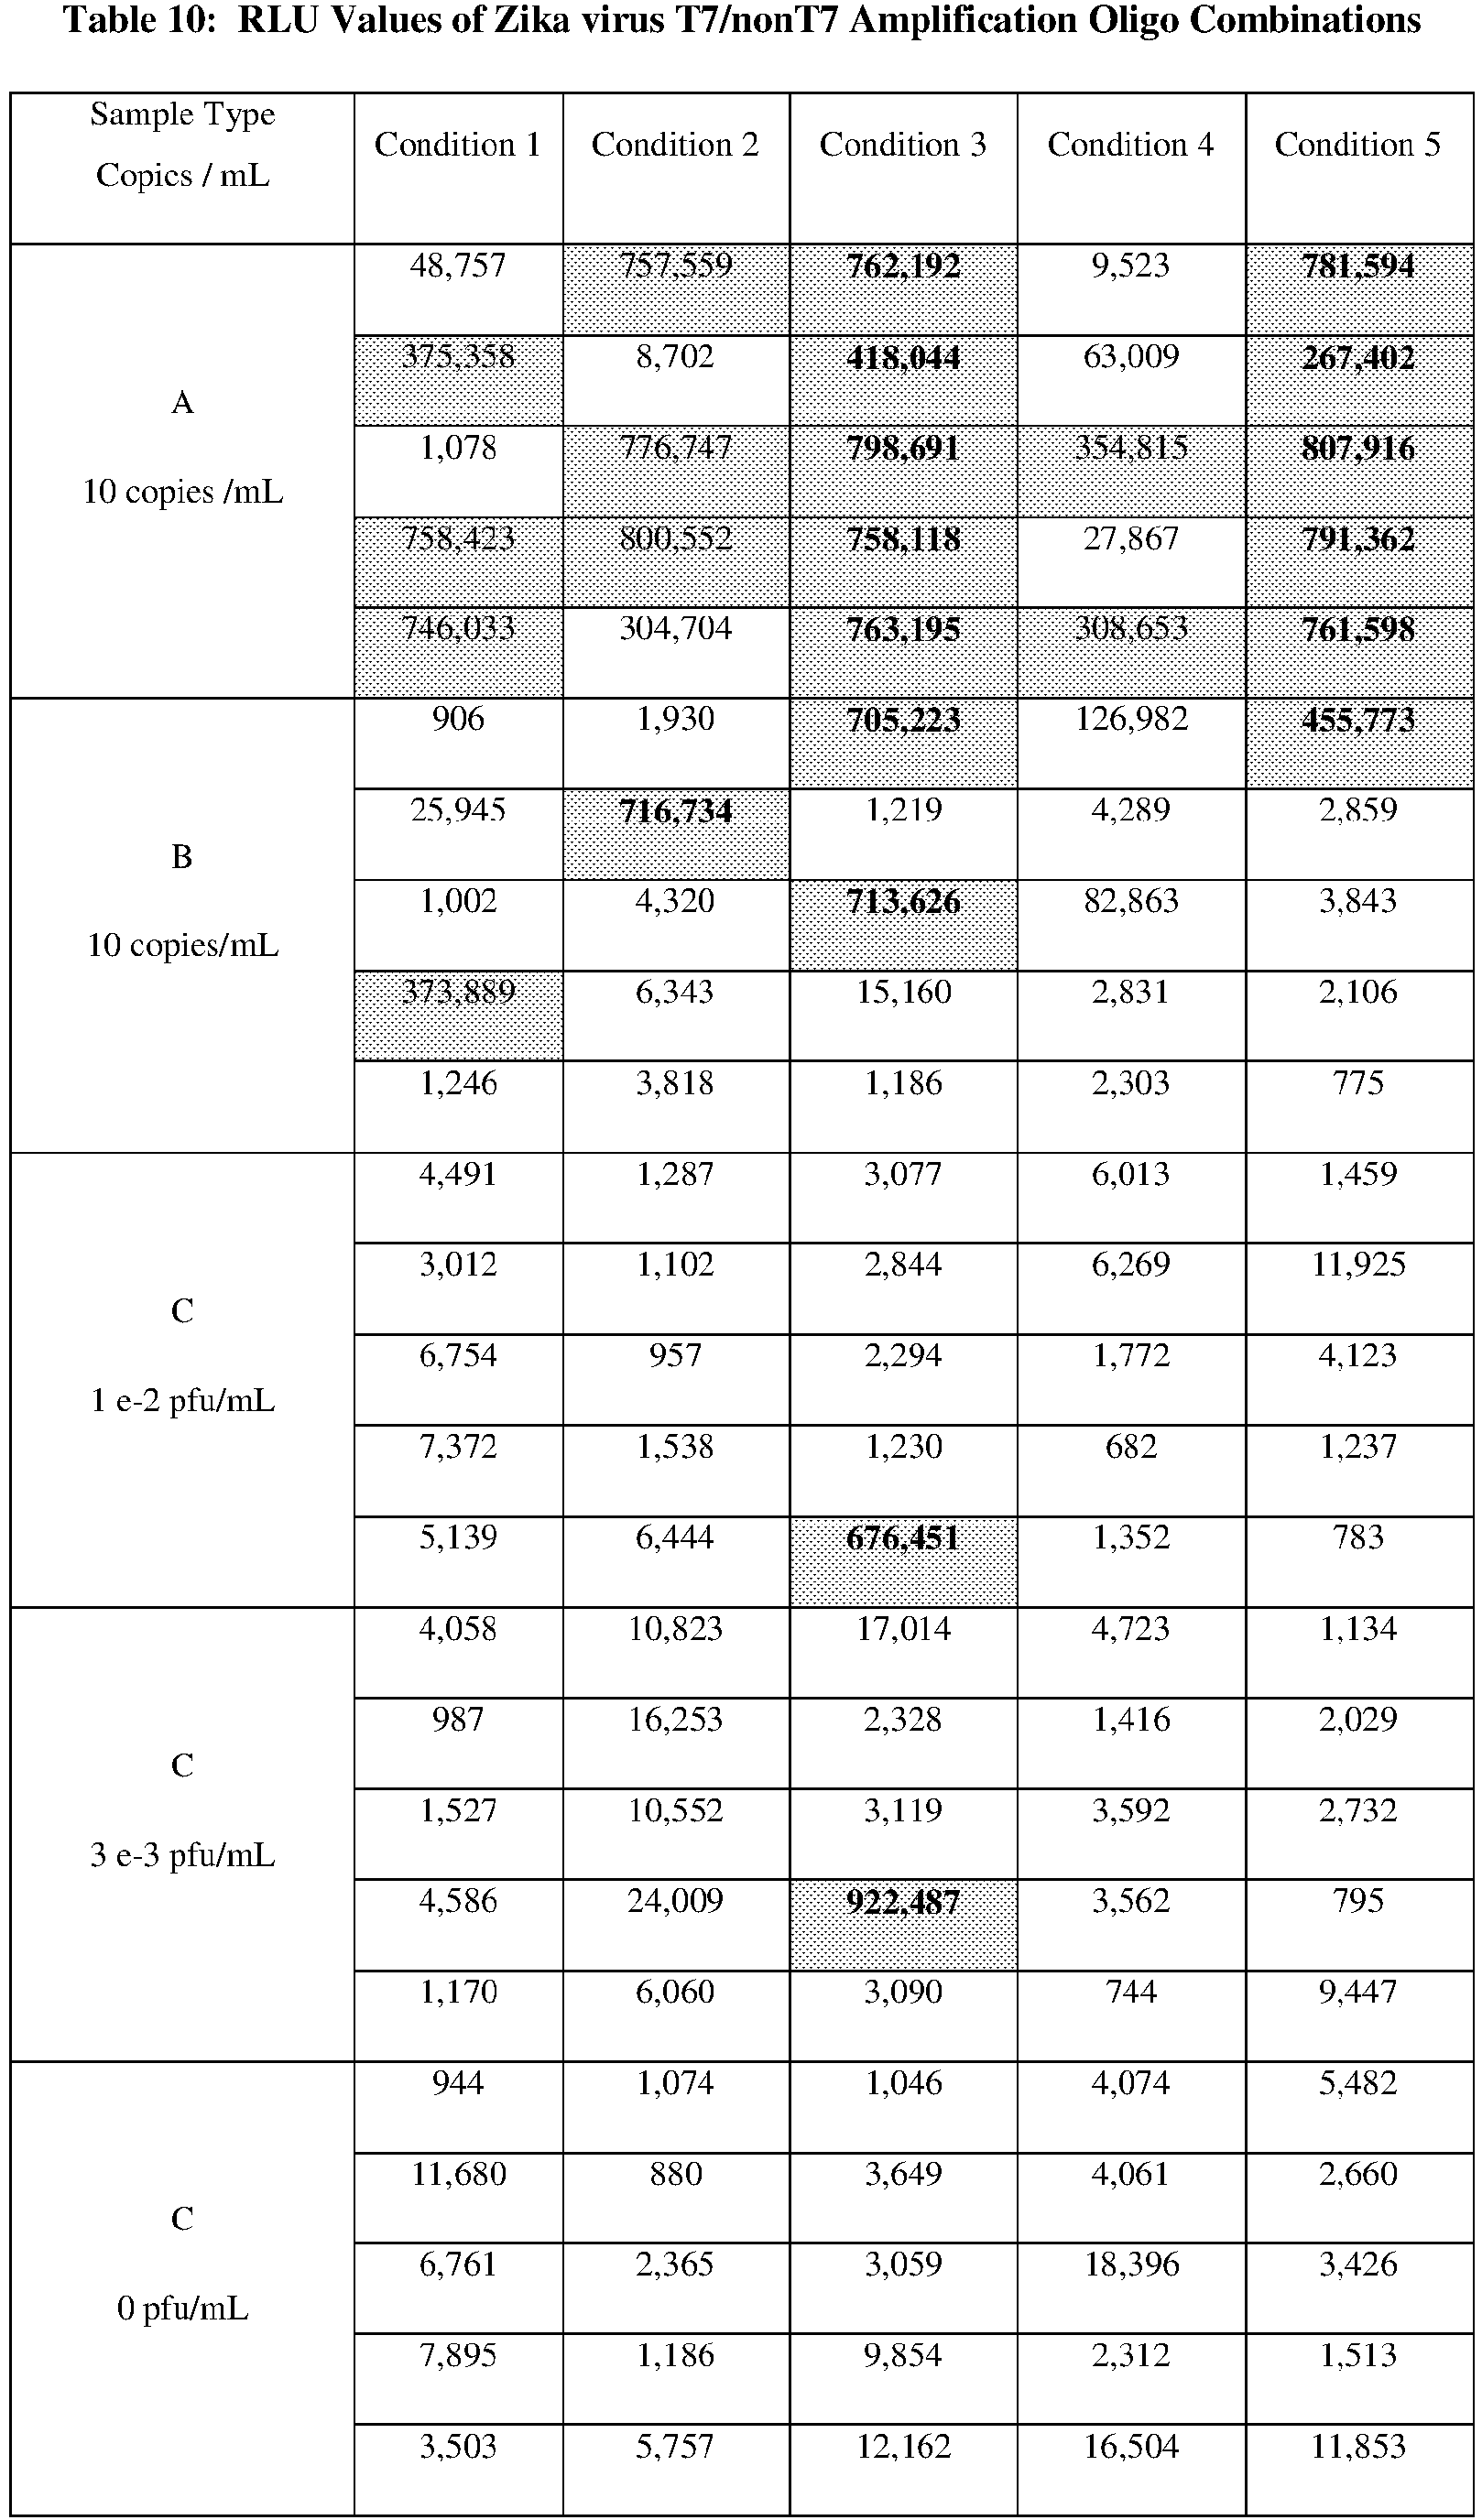 Table 10: RLU Values of Zika virus T7/nonT7 Amplification Oligo Combinations
Sample Type
Copics / mL
Condition 1 Condition 2 Condition 3 Condition 4 Condition 5
A
10 copies /mL
48,757 757,559 762,192 9,523 781,594
375,358 8,702 418,044 63,009 267,402
1,078 776,747 798,691 354,815 807,916
758,423 800,552 758,118 27,867 791,362
746,033 304,704 763,195 308,653 761,598
B
10 copies/mL
906 1,930 705,223 126,982 455,773
25,945 716,734 1,219 4,289 2,859
1,002 4,320 713,626 82,863 3,843
373,889 6,343 15,160 2,831 2,106
1,246 3,818 1,186 2,303 775
C
1 e-2 pfu/mL
4,491 1,287 3,077 6,013 1,459
3,012 1,102 2,844 6,269 11,925
6,754 957 2,294 1,772 4,123
7,372 1,538 1,230 682 1,237
5,139 6,444 676,451 1,352 783
C
3 e-3 pfu/mL
4,058 10,823 17,014 4,723 1,134
987 16,253 2,328 1,416 2,029
1,527 10,552 3,119 3,592 2,732
4,586 24,009 922,487 3,562 795
1,170 6,060 3,090 744 9,447
C
0 pfu/mL
944 1,074 1,046 4,074 5,482
11,680 880 3,649 4,061 2,660
6,761 2,365 3,059 18,396 3,426
7,895 1,186 9,854 2,312 1,513
3,503 5,757 12,162 16,504 11,853